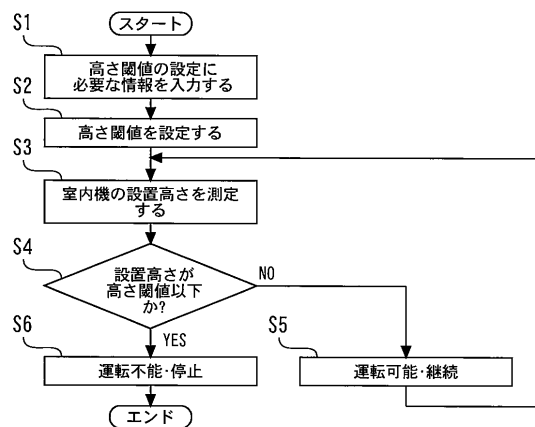 スタート
S1
高さ閾値の設定に
必要な情報を入力する
S2
高さ閾値を設定する
S3
室内機の設置高さを測定
する
S4
設置高さが
高さ閾値以下
か?
NO
YES
S6
運転不能・停止
S5
運転可能・継続
エンド